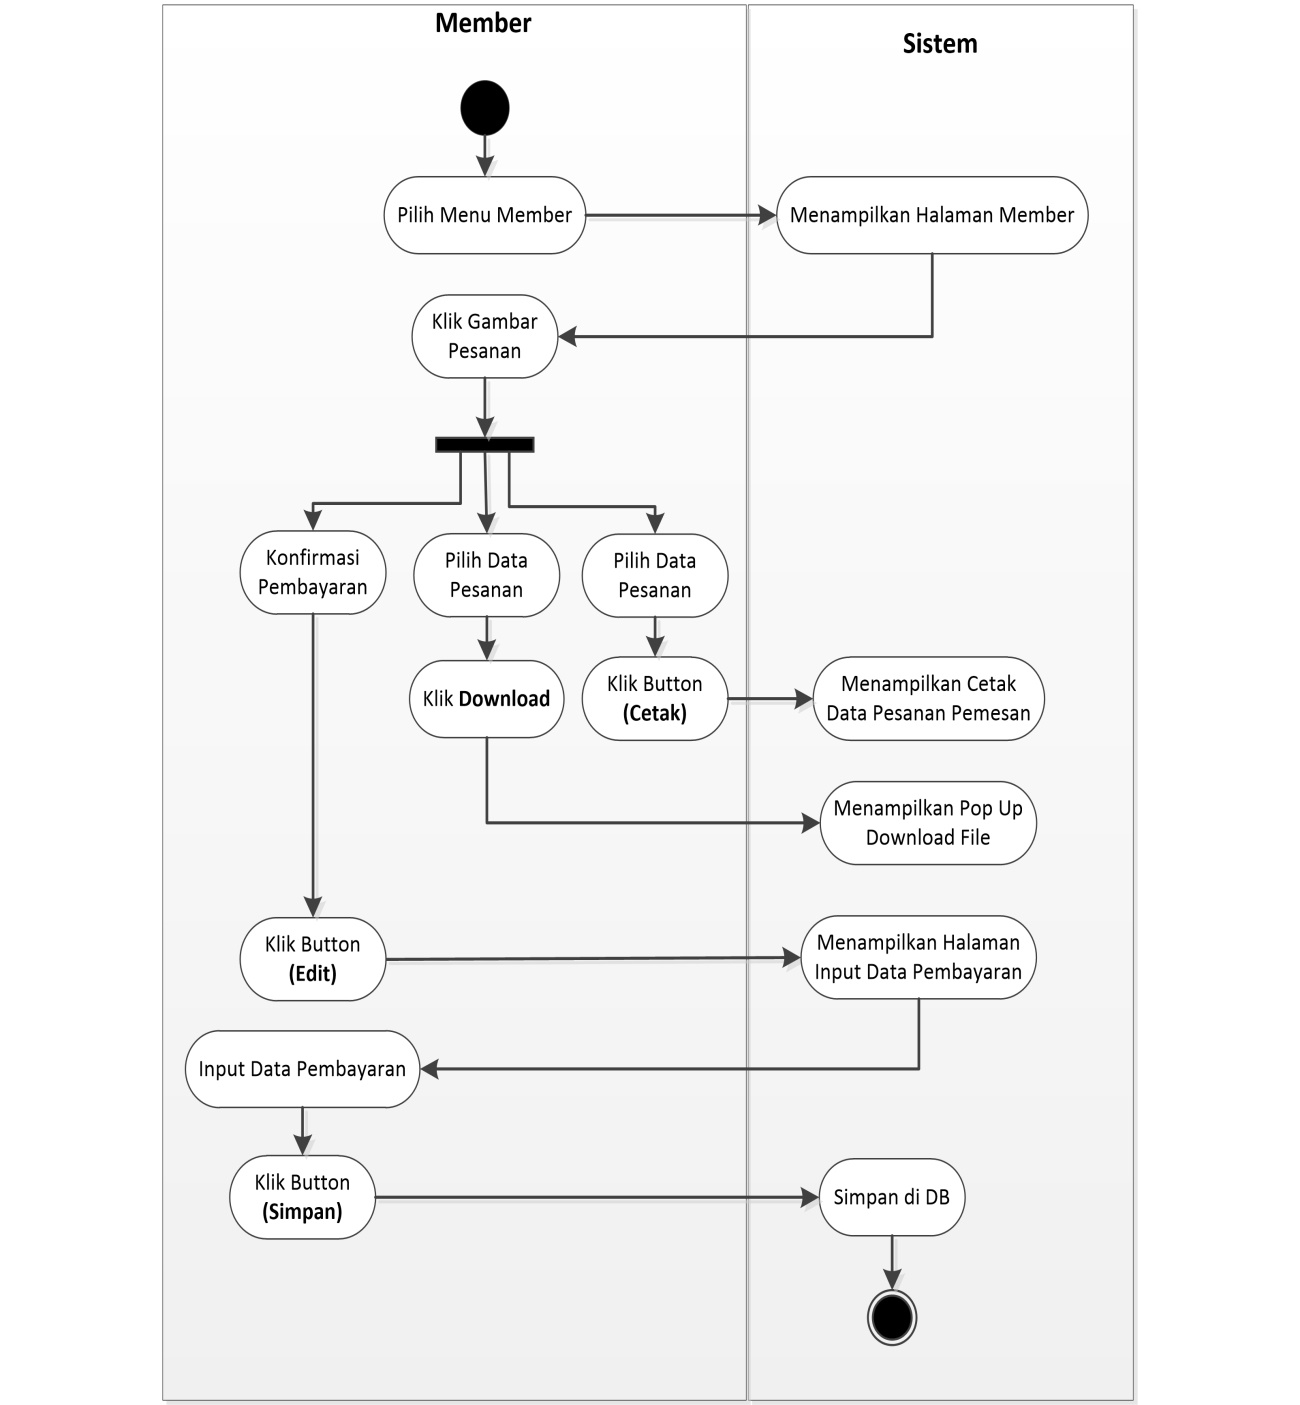 Member
Sistem
Pilih Menu Member
Menampilkan Halaman Member
Klik Gambar
Pesanan
Konfirmasi
Pembayaran
Pilih Data
Pesanan
Pilih Data
Pesanan
Klik Download
Klik Button
(Cetak)
Menampilkan Cetak
Data Pesanan Pemesan
Menampilkan Pop Up
Download File
Klik Button
(Edit)
Menampilkan Halaman
Input Data Pembayaran
Input Data Pembayaran
Klik Button
(Simpan)
Simpan di DB